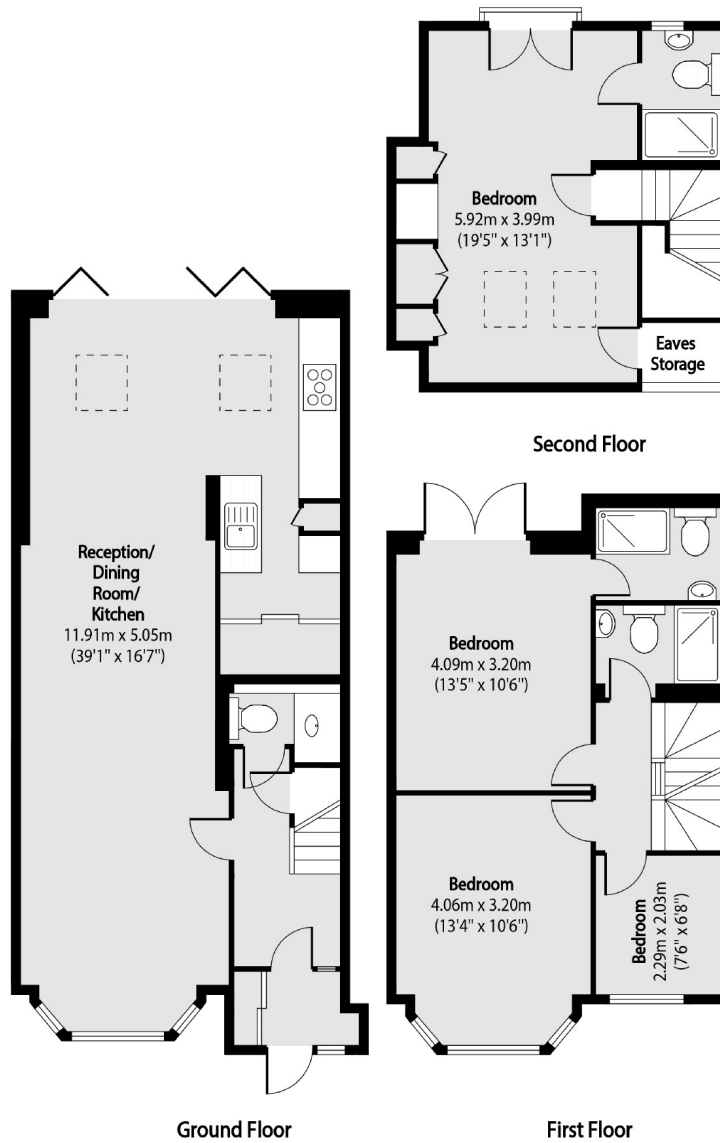 Bedroom
5.92m x 3.99m
(19'5" x 13'1")
Eaves
Storage
Second Floor
Reception/
Dining
Room/
Kitchen
11.91m x 5.05m
(39'1" x 16'7")
Bedroom
4.09m x 3.20m
(13'5" x 10'6")
Bedroom
4.06m x 3.20m
(13'4" x 10'6")
Bedroom
2.29m x 2.03m
(7'6" x 6'8")
Ground Floor
First Floor